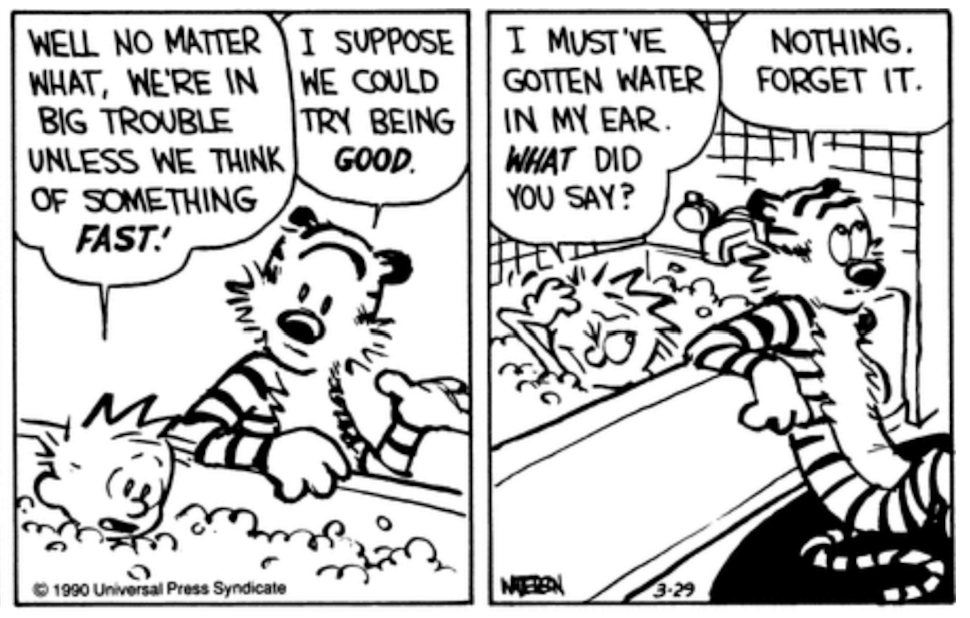 WELL NO MATTER
WHAT, WE'RE IN
BIG TROUBLE
UNLESS WE THINK
OF SOMETHING
FAST!
I SUPPOSE
WE COULD
TRY BEING
GOOD.
© 1990 Universal Press Syndicate
I MUST'VE
GOTTEN WATER
IN MY EAR.
WHAT DID
YOU SAY?
NOTHING.
FORGET IT.
WATTERSON
3-29